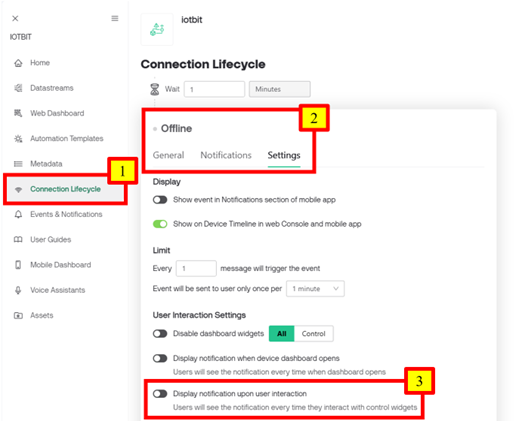 iotbit
IOTBIT
Home
Datastreams
Web Dashboard
Automation Templates
Metadata
1
Connection Lifecycle
Events & Notifications
User Guides
Mobile Dashboard
Voice Assistants
Assets
Connection Lifecycle
Wait 1 Minutes
2
Offline
General Notifications Settings
Display
Show event in Notifications section of mobile app
Show on Device Timeline in web Console and mobile app
Limit
Every 1 message will trigger the event
Event will be sent to user only once per 1 minute
User Interaction Settings
Disable dashboard widgets All Control
Display notification when device dashboard opens
Users will see the notification every time when dashboard opens
3
Display notification upon user interaction
Users will see the notification every time they interact with control widgets